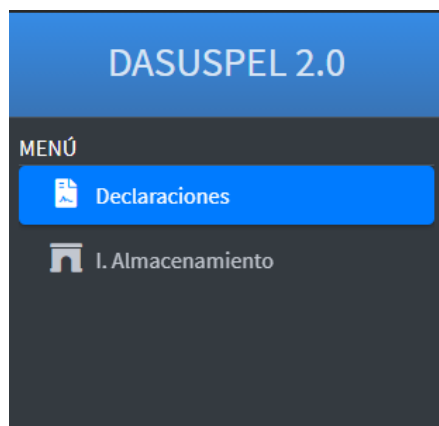 DASUSPEL 2.0
MENÚ
Declaraciones
I. Almacenamiento